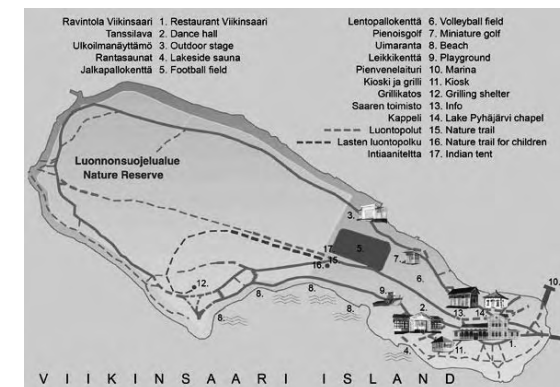 Ravintola Viikinsaari 1. Restaurant Viikinsaari
Tanssilava 2. Dance hall
Ulkoilmanäyttämö 3. Outdoor stage
Rantasaunat 4. Lakeside sauna
Jalkapallokenttä 5. Football field
Lentopallokenttä 6. Volleyball field
Pienoisgolf 7. Miniature golf
Uimaranta 8. Beach
Leikkikenttä 9. Playground
Pienvenelaituri 10. Marina
Kioski ja grilli 11. Kiosk
Grillikatos 12. Grilling shelter
Saaren toimisto 13. Info
Kappeli 14. Lake Pyhäjärvi chapel
Luontopolut 15. Nature trail
Lasten luontopolku 16. Nature trail for children
Intiaaniteltta 17. Indian tent
Luonnonsuojelualue
Nature Reserve
3.
17.
5.
7.
15.
16.
6.
10.
12.
9.
2.
13.
14.
8.
8.
8.
8.
4.
11.
1.
VIIKINSAARI ISLAND